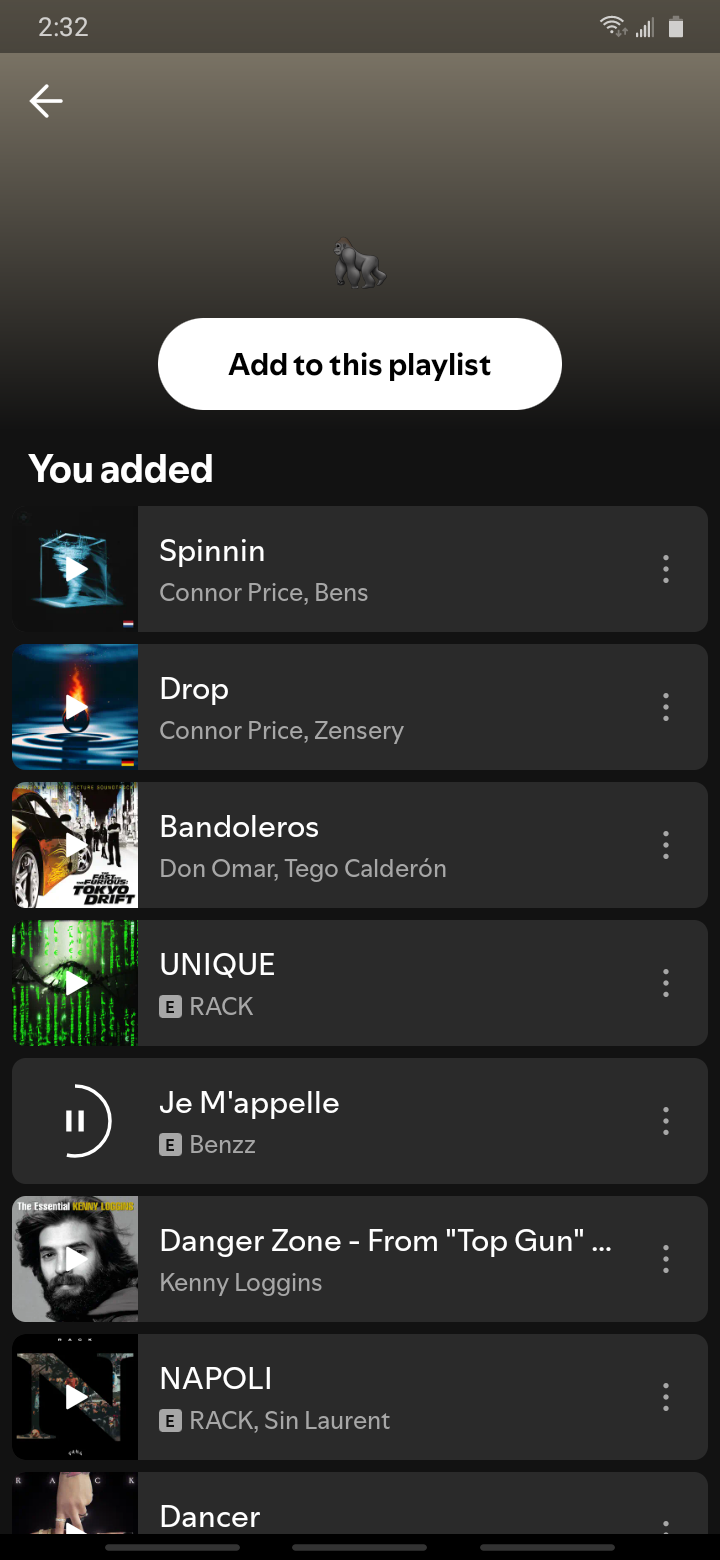 2:32
Add to this playlist
You added
Spinnin
Connor Price, Bens
Drop
Connor Price, Zensery
THE FAST AND THE FURIOUS:
TOKYO DRIFT
Bandoleros
Don Omar, Tego Calderón
UNIQUE
E RACK
Je M'appelle
E Benzz
The Essential KENNY LOGGINS
Danger Zone - From "Top Gun" ...
Kenny Loggins
RACK
N
NAPOLI
E RACK, Sin Laurent
RACK
Dancer